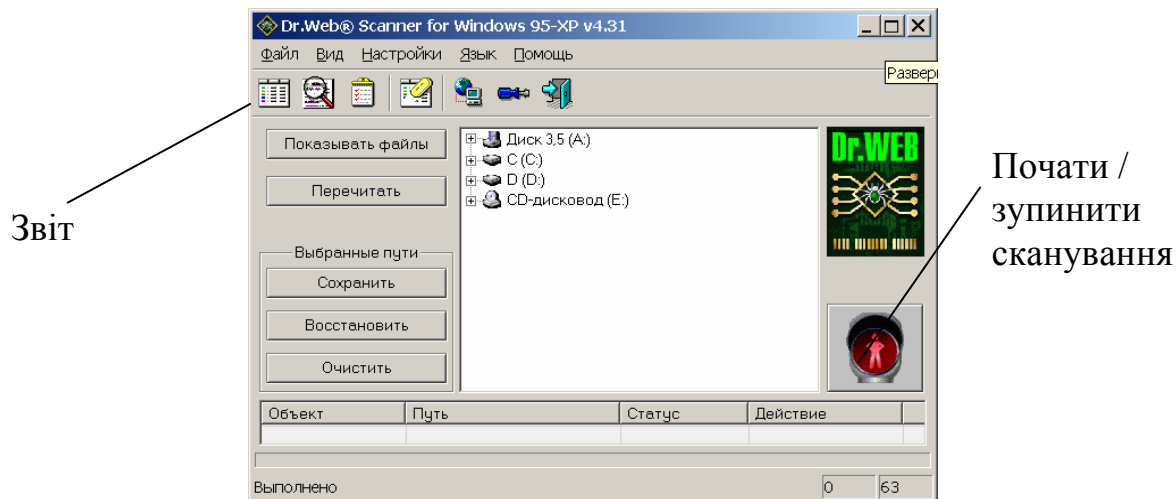 Dr.Web® Scanner for Windows 95-XP v4.31
Файл Вид Настройки Язык Помощь
Разверн
Показывать файлы
Перечитать
Выбранные пути
Сохранить
Восстановить
Очистить
Диск 3,5 (A:)
C (C:)
D (D:)
CD-дисковод (E:)
Dr.WEB
Звіт
Почати /
зупинити
сканування
Объект Путь Статус Действие
Выполнено 0 63